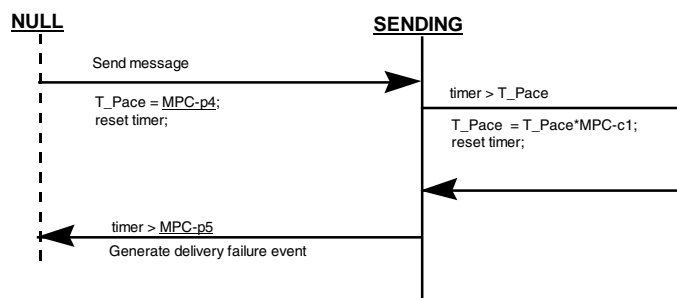 NULL
SENDING
Send message
T_Pace = MPC-p4;
reset timer;
timer > T_Pace
T_Pace = T_Pace*MPC-c1;
reset timer;
timer > MPC-p5
Generate delivery failure event